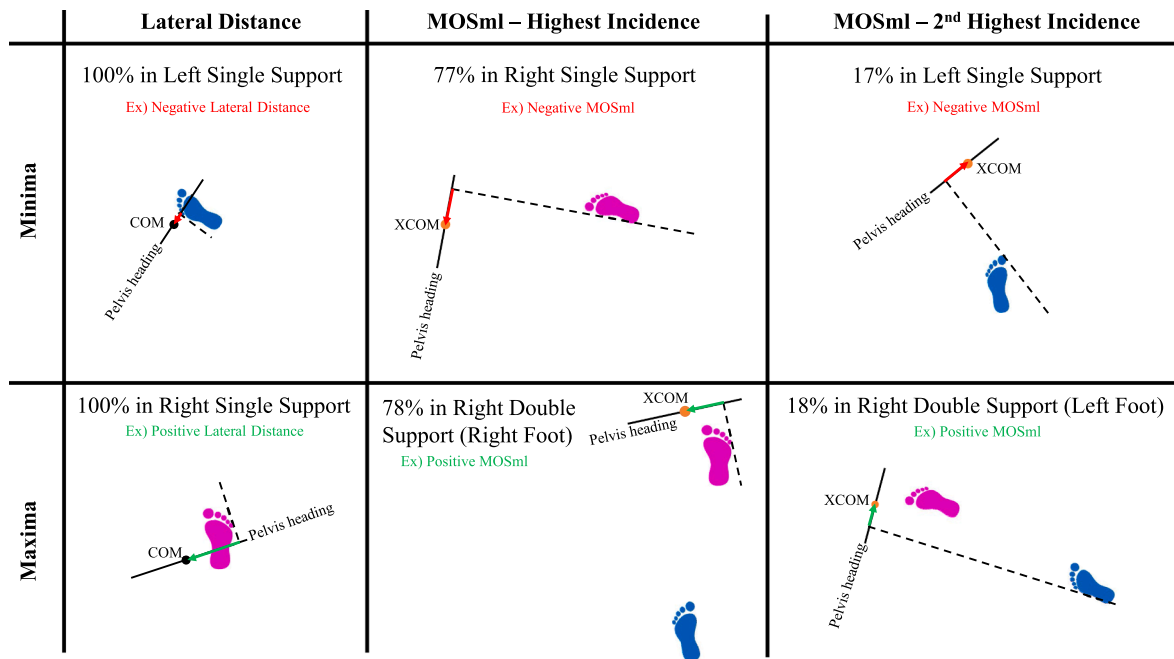 Lateral Distance
MOSml – Highest Incidence
MOSml – 2nd Highest Incidence
Minima
100% in Left Single Support
Ex) Negative Lateral Distance
COM
Pelvis heading
77% in Right Single Support
Ex) Negative MOSml
XCOM
Pelvis heading
17% in Left Single Support
Ex) Negative MOSml
XCOM
Pelvis heading
Maxima
100% in Right Single Support
Ex) Positive Lateral Distance
COM
Pelvis heading
78% in Right Double
Support (Right Foot)
Ex) Positive MOSml
XCOM
Pelvis heading
18% in Right Double Support (Left Foot)
Ex) Positive MOSml
XCOM
Pelvis heading